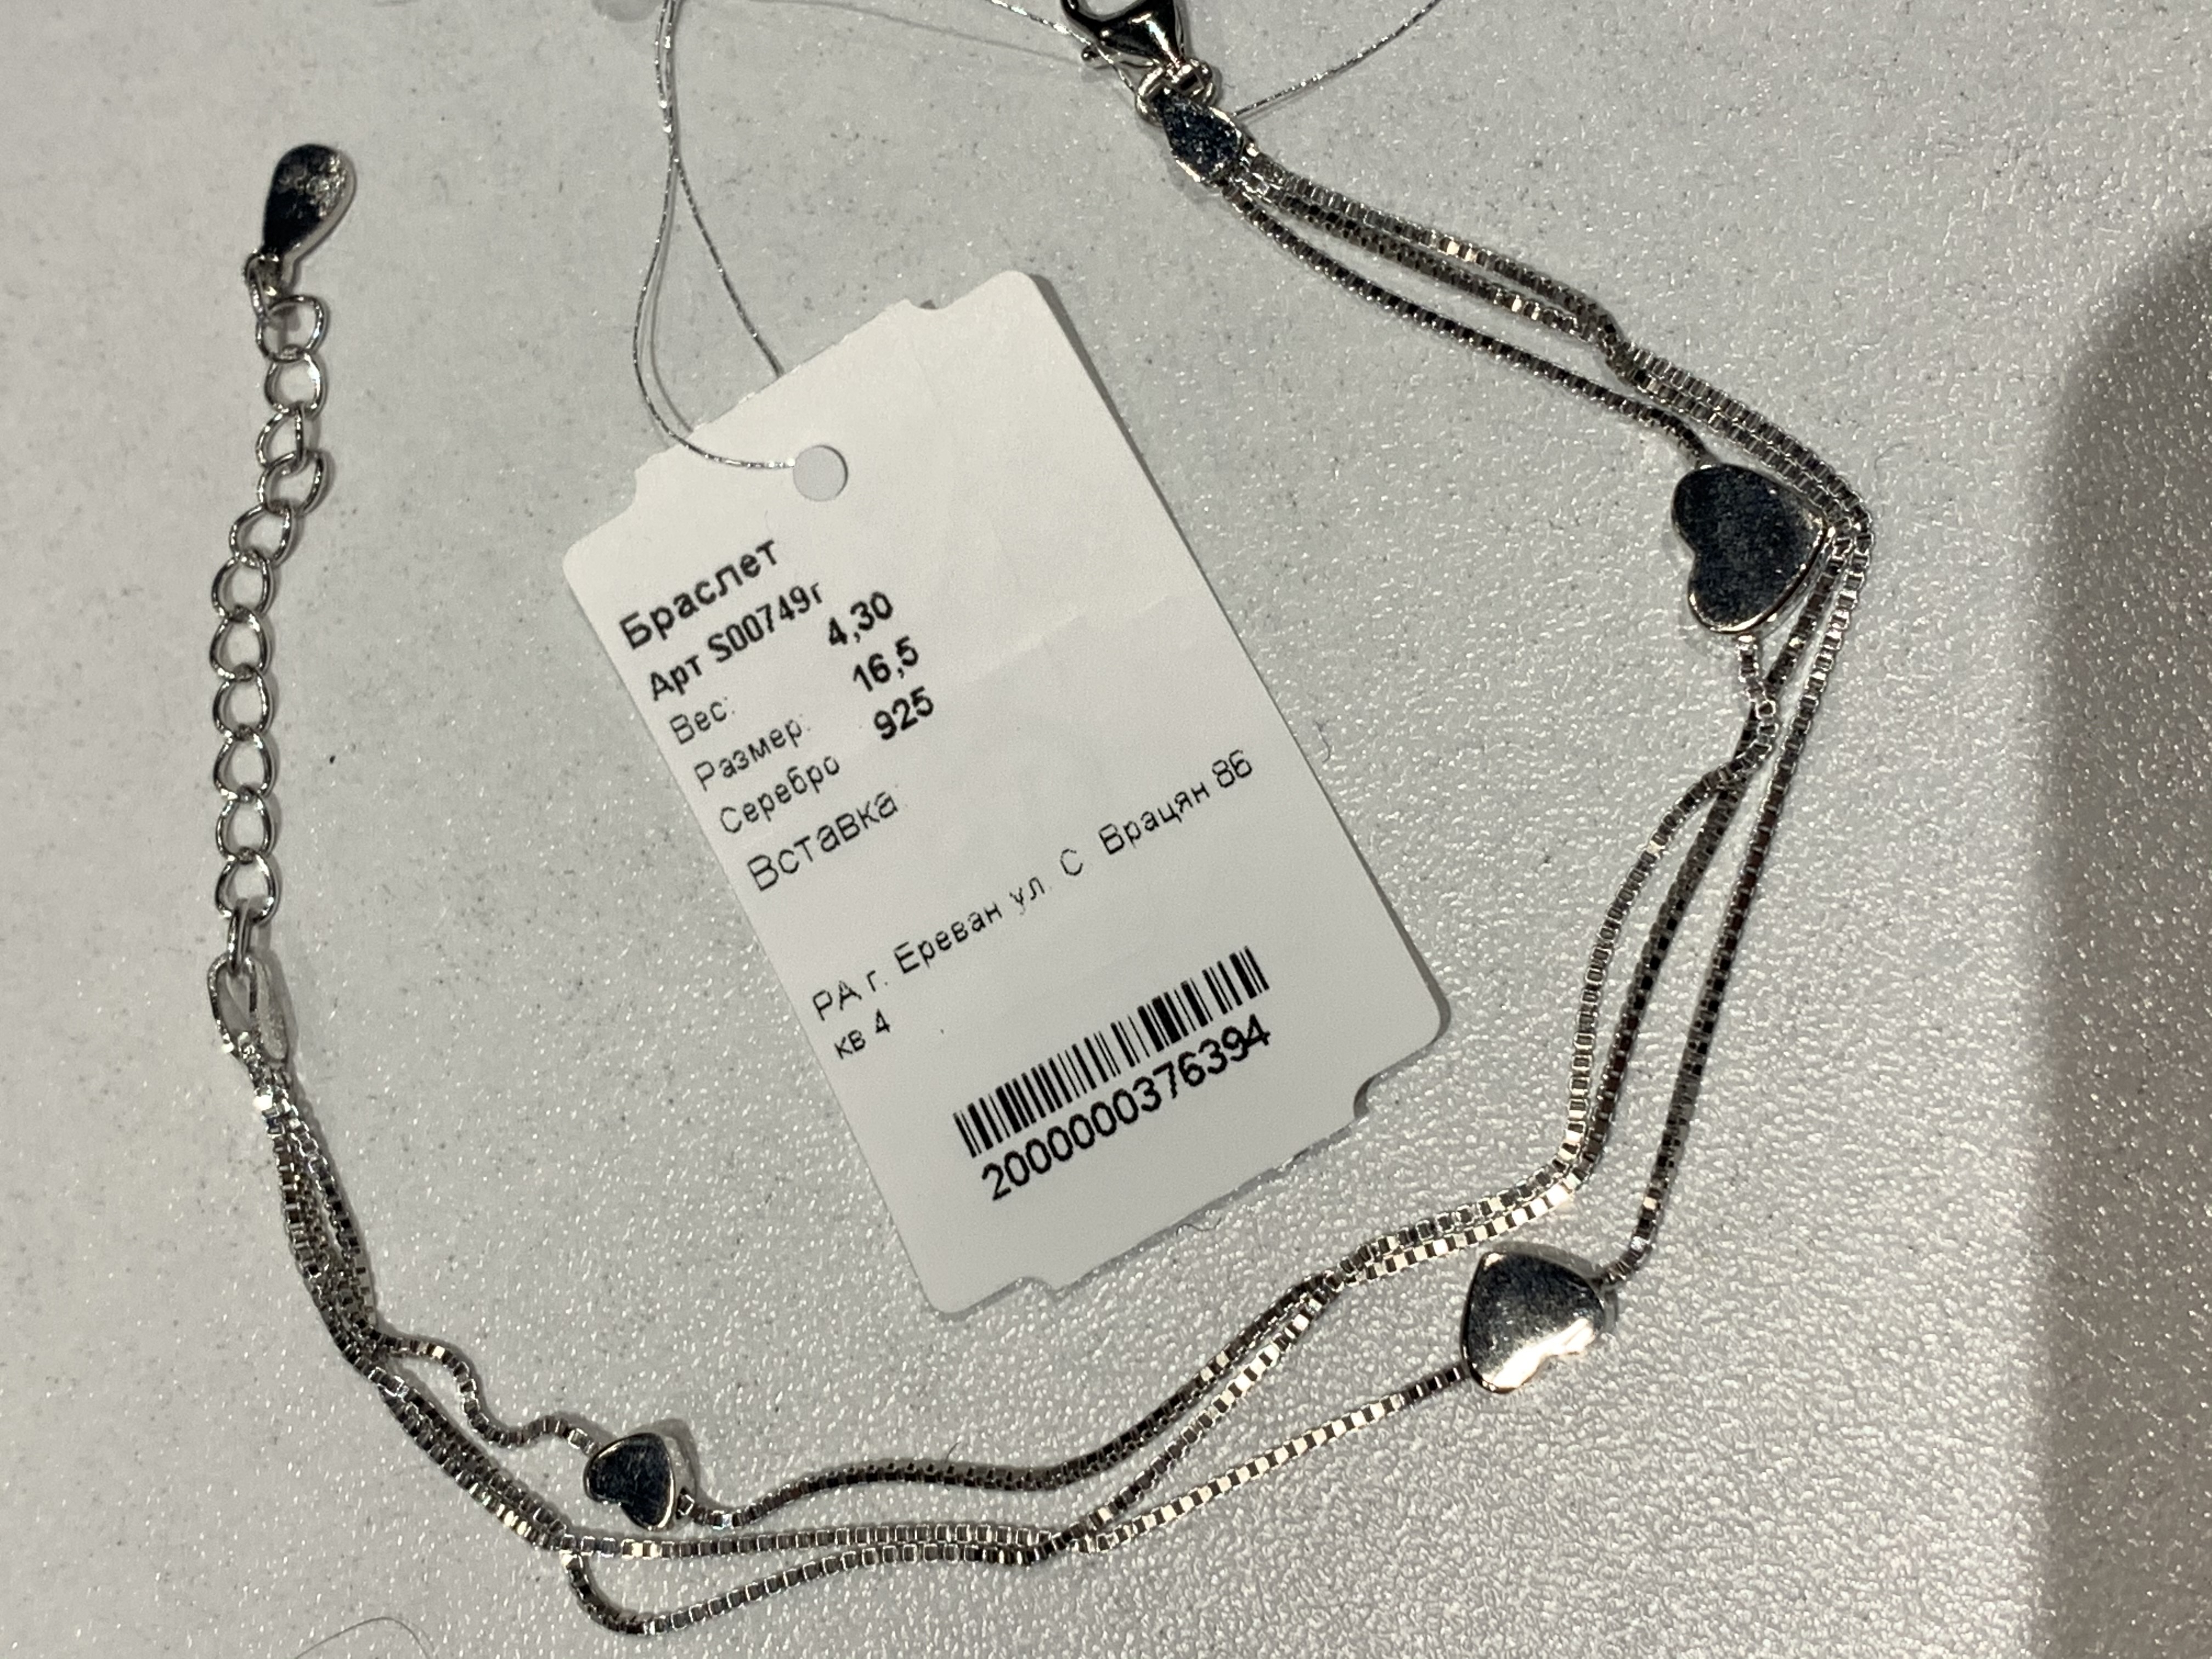 Браслет
Арт S00749г
Вес: 4,30
Размер: 16,5
Серебро 925
Вставка:
РА г. Ереван ул. С Врацян 86
кв 4
2000000376394